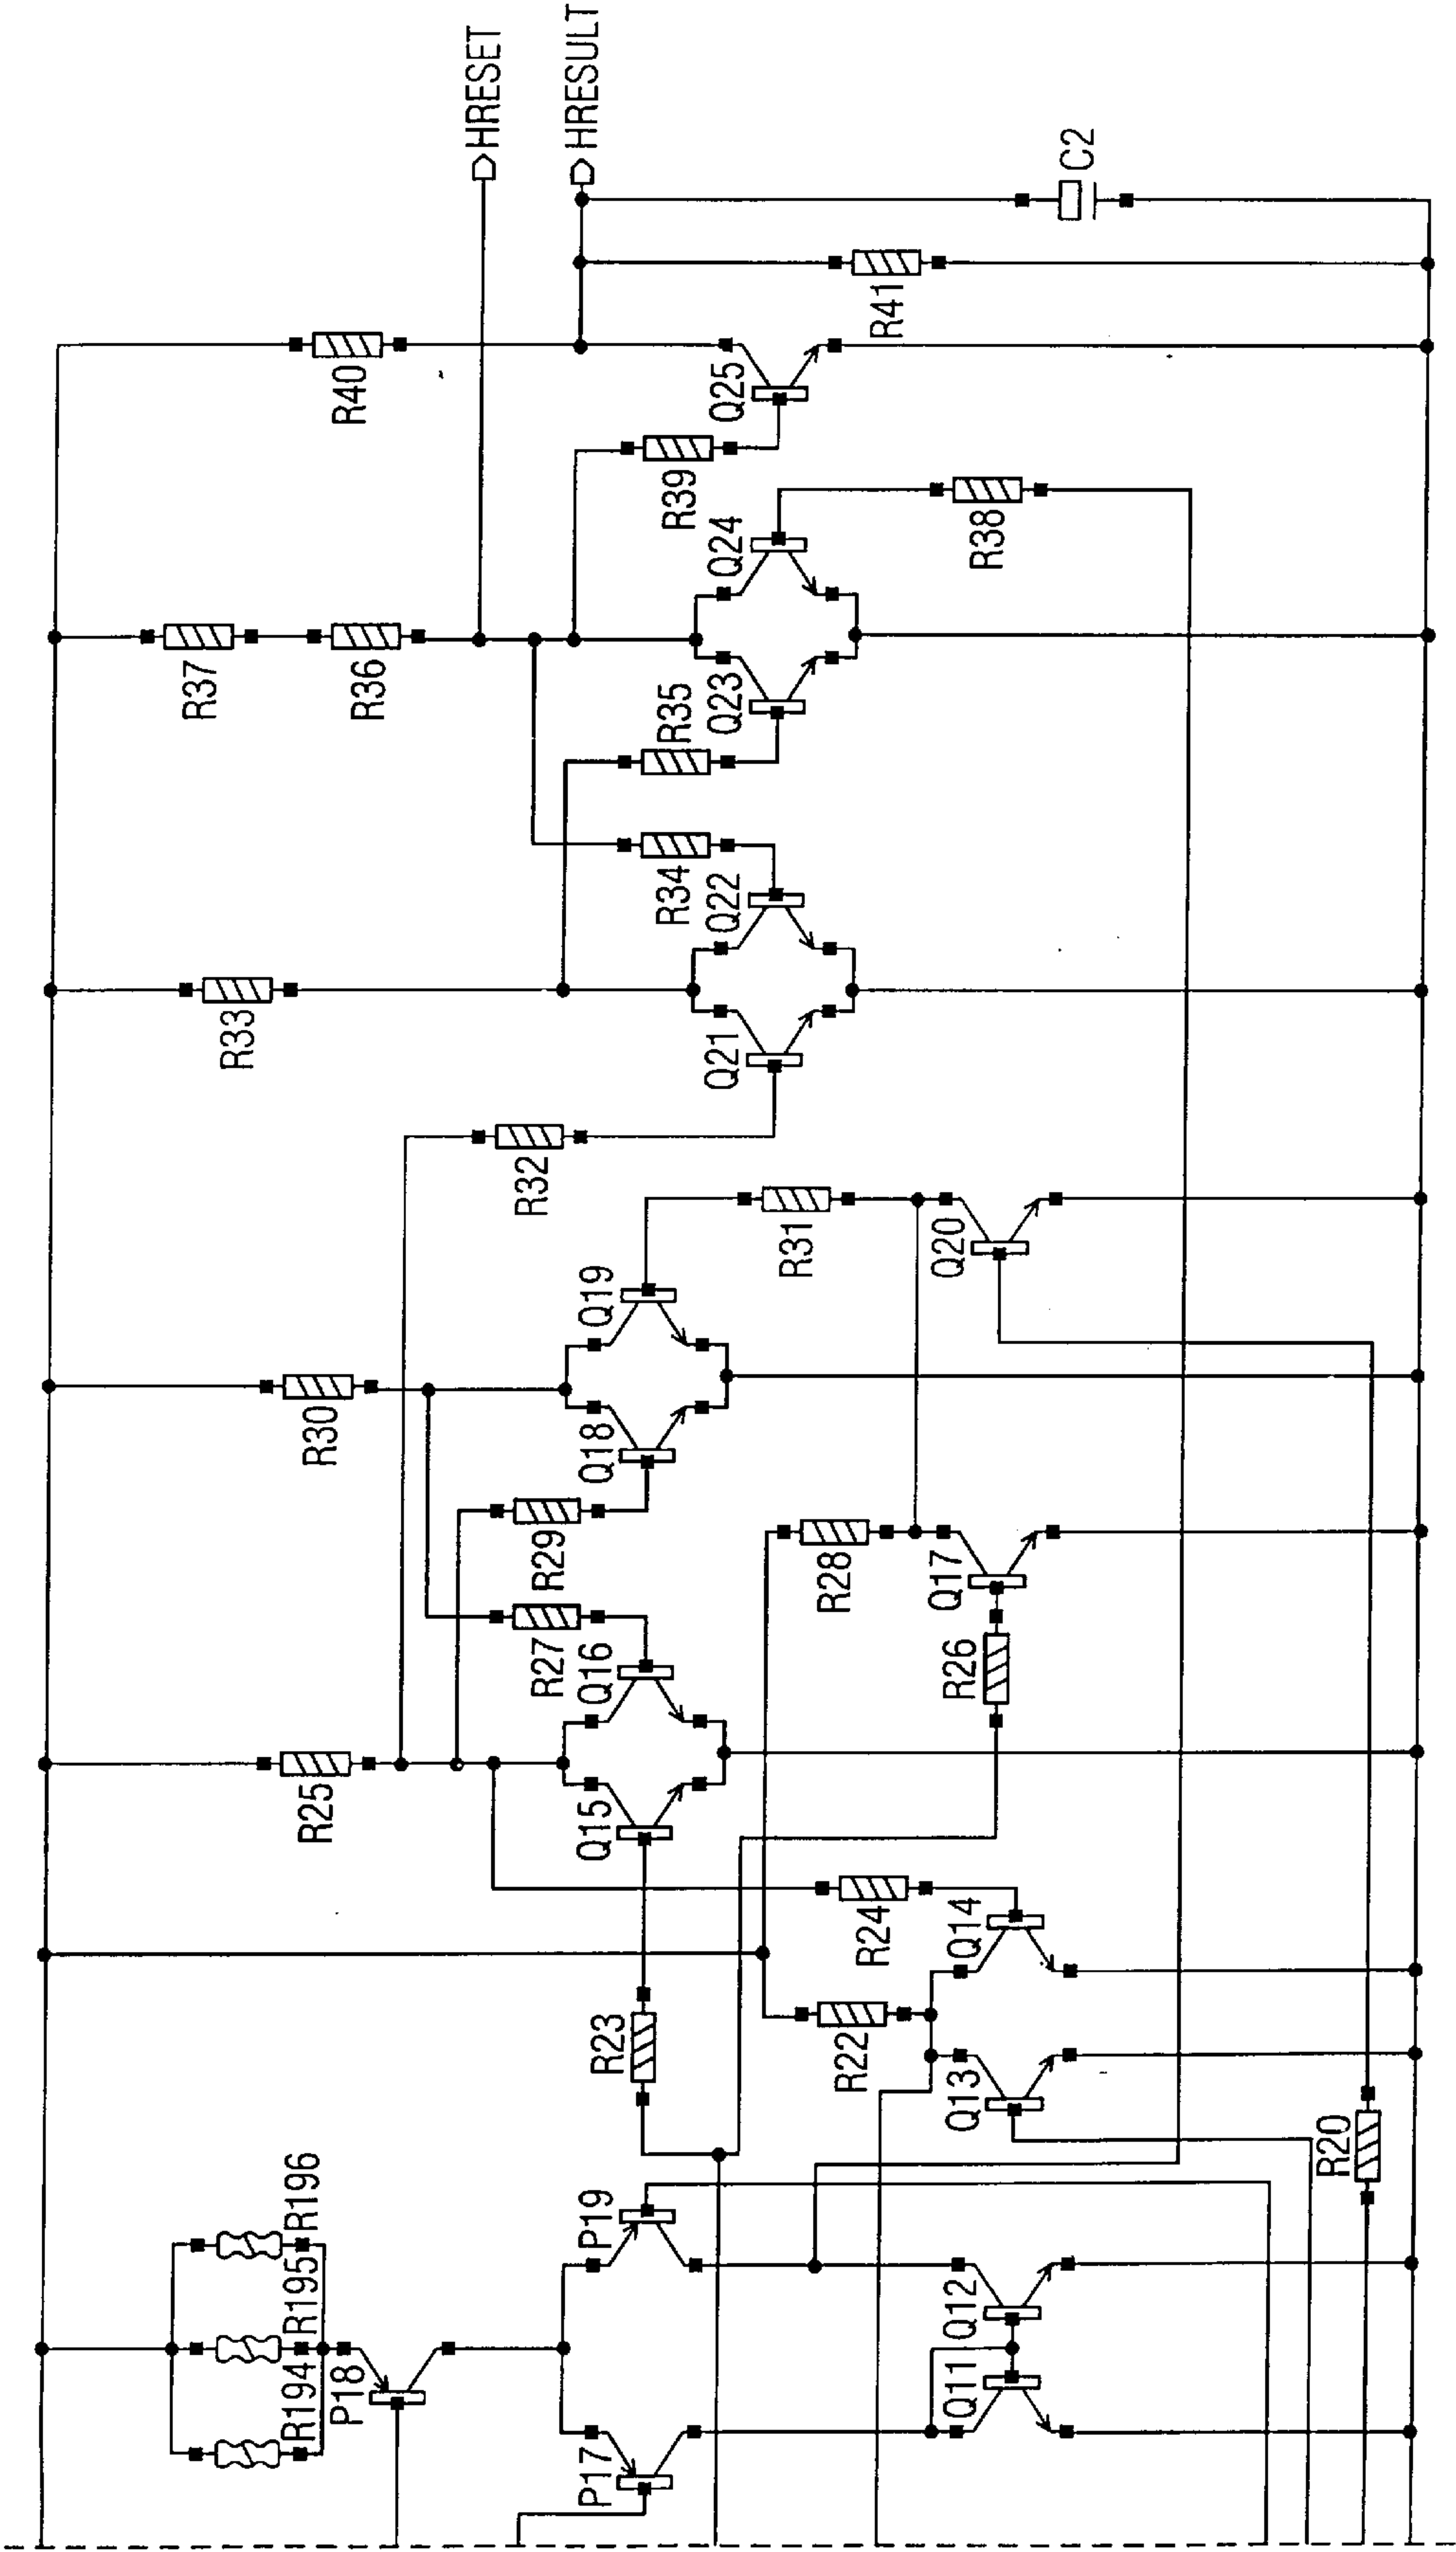 HRESET
HRESULT
C2
R41
R40
Q25
R39
R38
Q24
R37
R36
Q23
R35
R34
Q22
R33
Q21
R32
R31
Q20
Q19
R30
Q18
R29
R28
Q17
R27
Q16
R26
R25
Q15
R24
Q14
R23
R22
Q13
R20
R196
R195
R194
P19
P18
Q12
Q11
P17